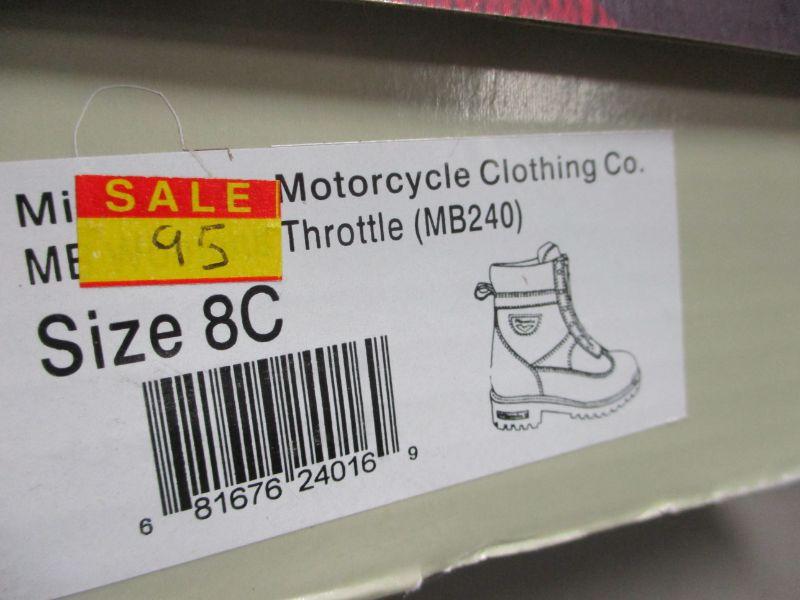 Mi Motorcycle Clothing Co.
SALE
95
ME Throttle (MB240)
Size 8C
6 81676 24016 9